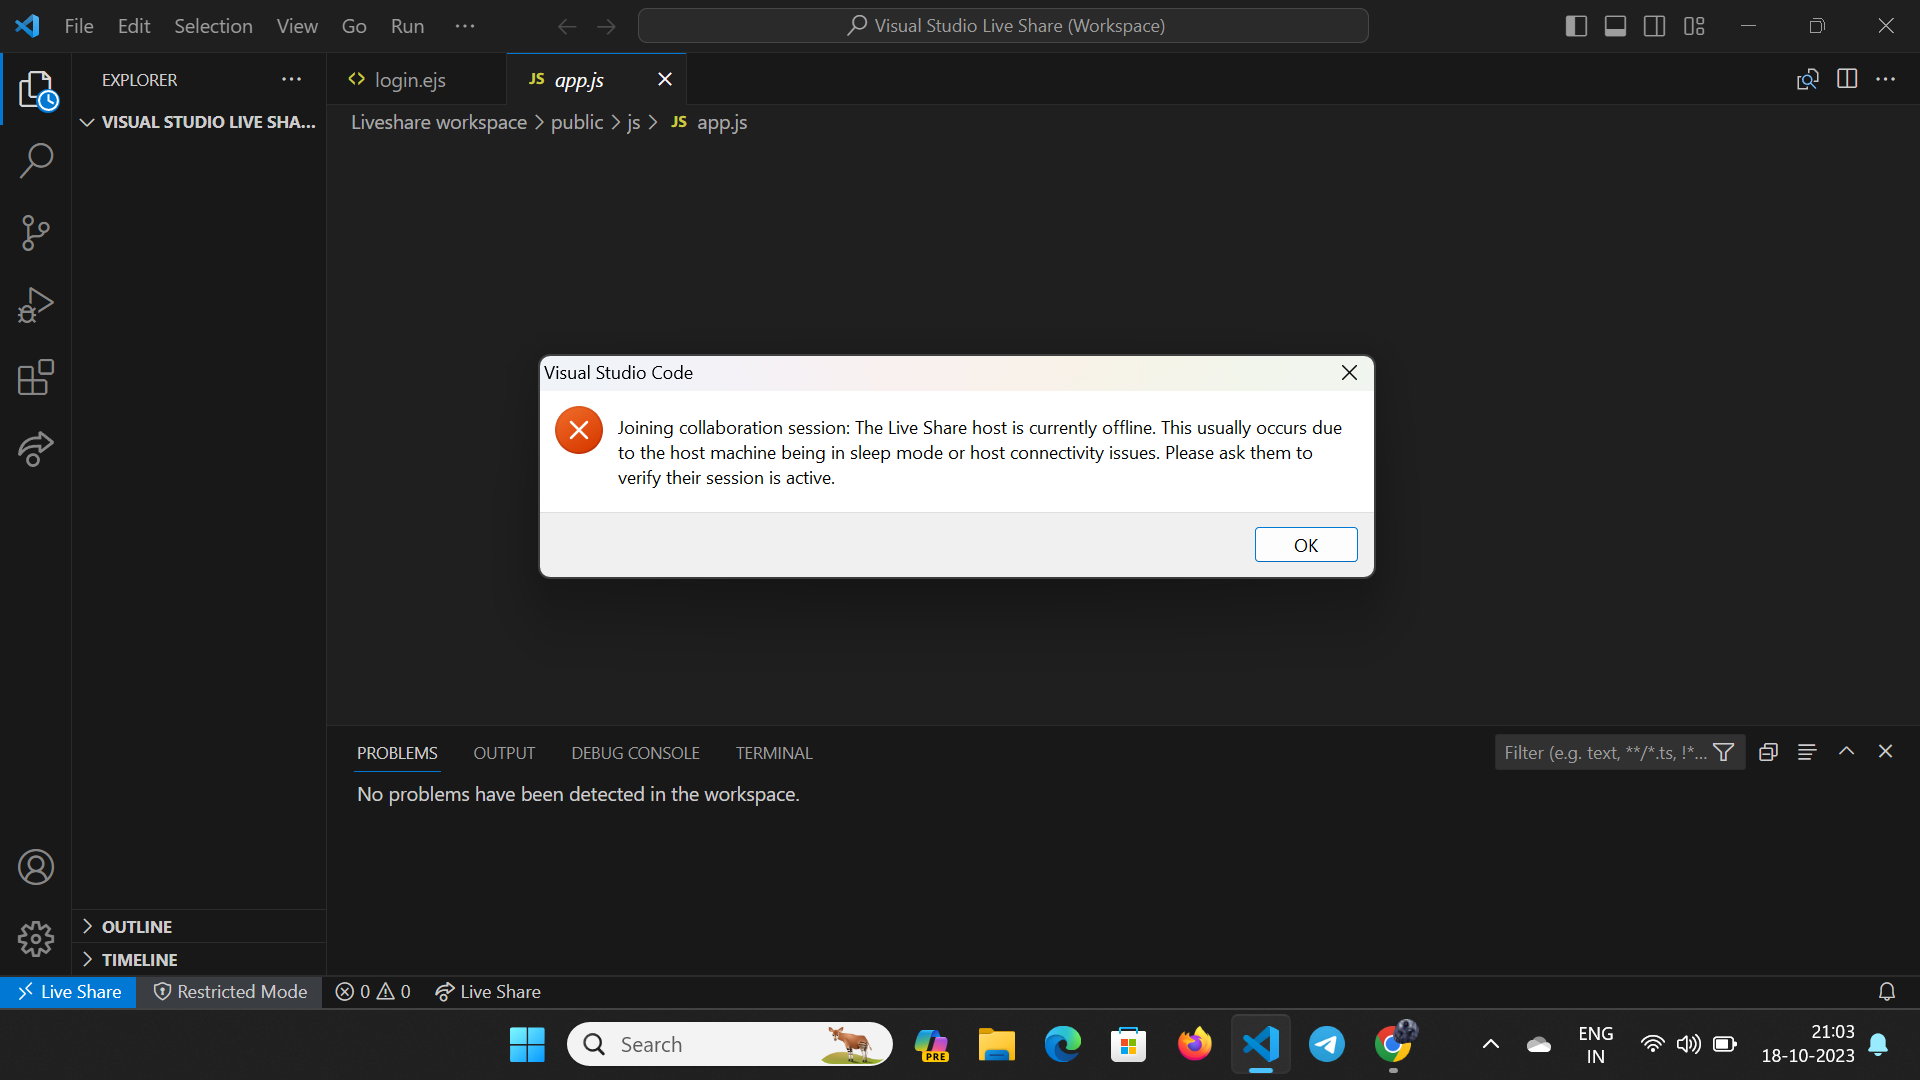 File Edit Selection View Go Run ···
Visual Studio Live Share (Workspace)
EXPLORER ···
<> login.ejs
JS app.js
VISUAL STUDIO LIVE SHA...
Liveshare workspace > public > js > JS app.js
Visual Studio Code
Joining collaboration session: The Live Share host is currently offline. This usually occurs due
to the host machine being in sleep mode or host connectivity issues. Please ask them to
verify their session is active.
OK
PROBLEMS OUTPUT DEBUG CONSOLE TERMINAL
Filter (e.g. text, **/*.ts, !*...
No problems have been detected in the workspace.
OUTLINE
TIMELINE
Live Share Restricted Mode 0 0 Live Share
Search
PRE
ENG
IN
21:03
18-10-2023